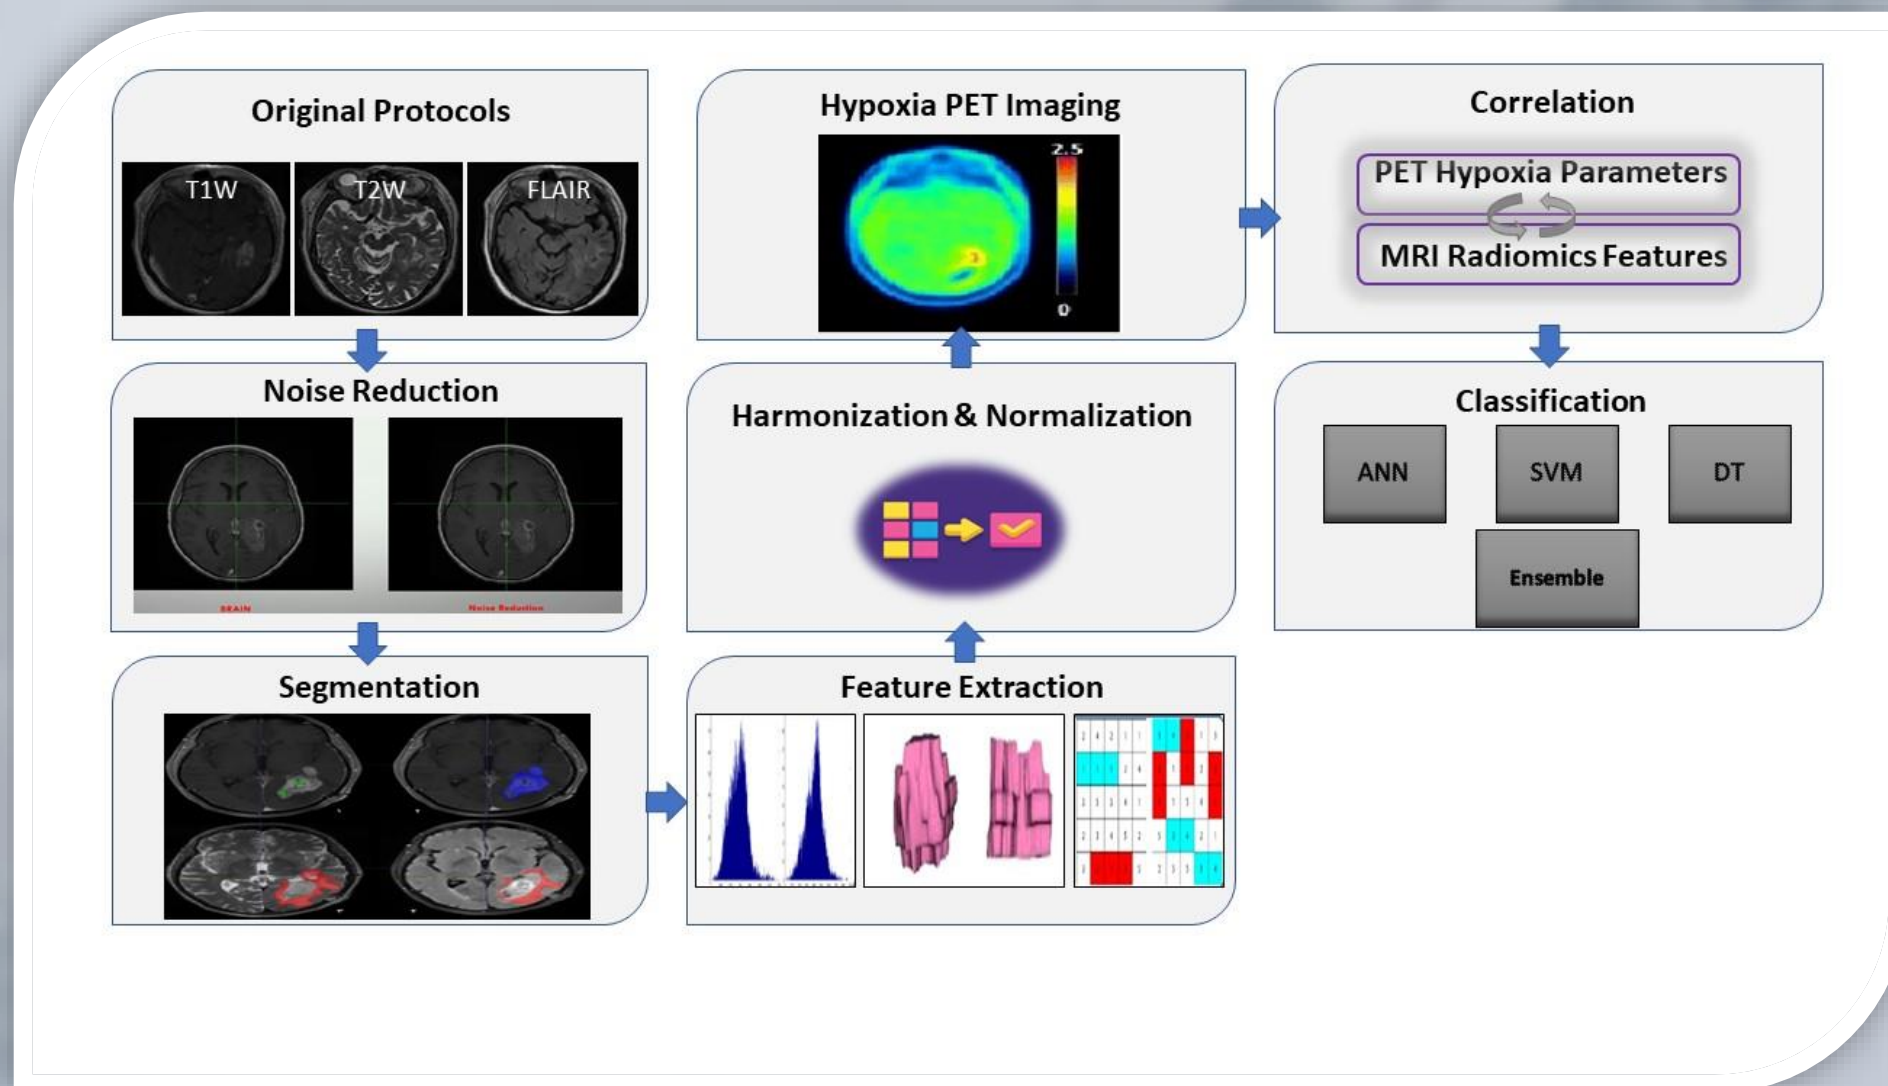 Original Protocols
T1W
T2W
FLAIR
Noise Reduction
BRAIN
Noise Reduction
Segmentation
Feature Extraction
Harmonization & Normalization
Hypoxia PET Imaging
2.5
0
Correlation
PET Hypoxia Parameters
MRI Radiomics Features
Classification
ANN
SVM
DT
Ensemble